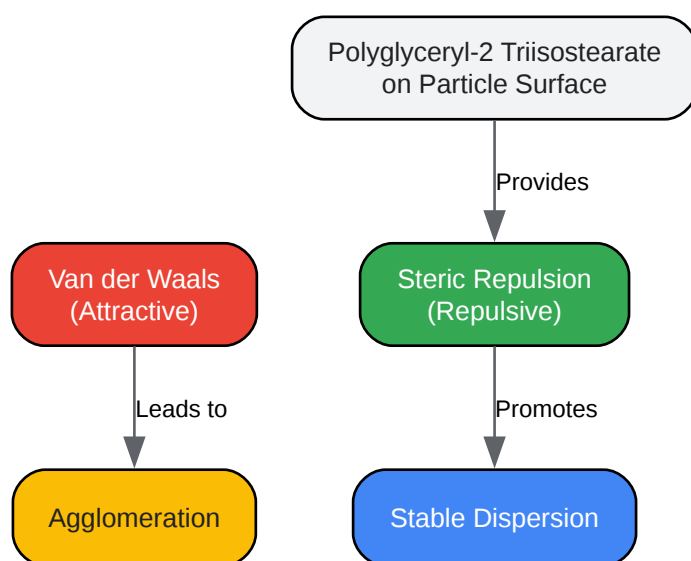 Polyglyceryl-2 Triisostearate
on Particle Surface
Provides
Van der Waals
(Attractive)
Steric Repulsion
(Repulsive)
Leads to
Promotes
Agglomeration
Stable Dispersion